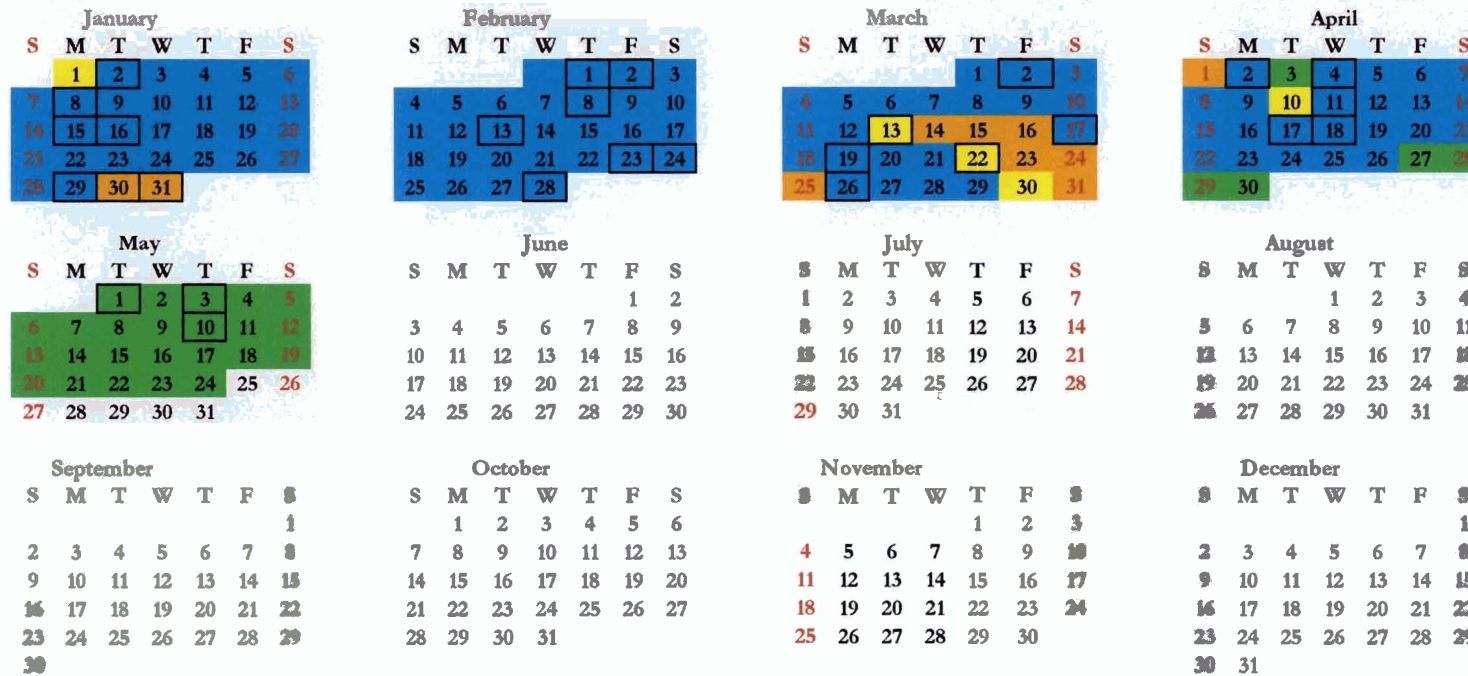 January
S M T W T F S
1 2 3 4 5 6
7 8 9 10 11 12 13
14 15 16 17 18 19 20
21 22 23 24 25 26 27
28 29 30 31
February
S M T W T F S
1 2 3
4 5 6 7 8 9 10
11 12 13 14 15 16 17
18 19 20 21 22 23 24
25 26 27 28
March
S M T W T F S
1 2 3
4 5 6 7 8 9 10
11 12 13 14 15 16 17
18 19 20 21 22 23 24
25 26 27 28 29 30 31
April
S M T W T F S
1 2 3 4 5 6 7
8 9 10 11 12 13 14
15 16 17 18 19 20 21
22 23 24 25 26 27 28
29 30
May
S M T W T F S
1 2 3 4 5
6 7 8 9 10 11 12
13 14 15 16 17 18 19
20 21 22 23 24 25 26
27 28 29 30 31
June
S M T W T F S
1 2
3 4 5 6 7 8 9
10 11 12 13 14 15 16
17 18 19 20 21 22 23
24 25 26 27 28 29 30
July
S M T W T F S
1 2 3 4 5 6 7
8 9 10 11 12 13 14
15 16 17 18 19 20 21
22 23 24 25 26 27 28
29 30 31
August
S M T W T F S
1 2 3 4
5 6 7 8 9 10 11
12 13 14 15 16 17
19 20 21 22 23 24 25
26 27 28 29 30 31
September
S M T W T F S
1
2 3 4 5 6 7 8
9 10 11 12 13 14 15
16 17 18 19 20 21 22
23 24 25 26 27 28 29
30
October
S M T W T F S
1 2 3 4 5 6
7 8 9 10 11 12 13
14 15 16 17 18 19 20
21 22 23 24 25 26 27
28 29 30 31
November
S M T W T F S
1 2 3
4 5 6 7 8 9 10
11 12 13 14 15 16 17
18 19 20 21 22 23 24
25 26 27 28 29 30
December
S M T W T F S
1
2 3 4 5 6 7 8
9 10 11 12 13 14 15
16 17 18 19 20 21 22
23 24 25 26 27 28 29
30 31